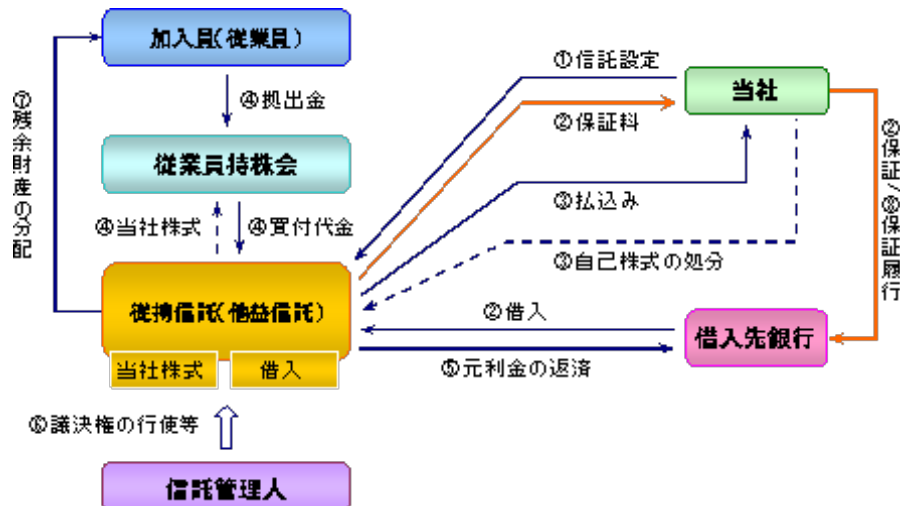 加入員(従業員)
①信託設定
当社
④拠出金
②保証料
⑦残余財産の分配
②保証/⑧保証履行
従業員持株会
③払込み
④当社株式
④買付代金
③自己株式の処分
従持信託(他益信託)
②借入
借入先銀行
当社株式
借入
⑤元利金の返済
⑥議決権の行使等
信託管理人